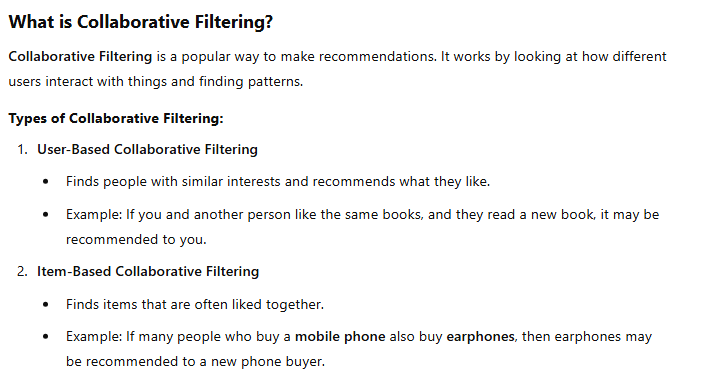 What is Collaborative Filtering?
Collaborative Filtering is a popular way to make recommendations. It works by looking at how different
users interact with things and finding patterns.
Types of Collaborative Filtering:
1. User-Based Collaborative Filtering
• Finds people with similar interests and recommends what they like.
• Example: If you and another person like the same books, and they read a new book, it may be
recommended to you.
2. Item-Based Collaborative Filtering
• Finds items that are often liked together.
• Example: If many people who buy a mobile phone also buy earphones, then earphones may
be recommended to a new phone buyer.